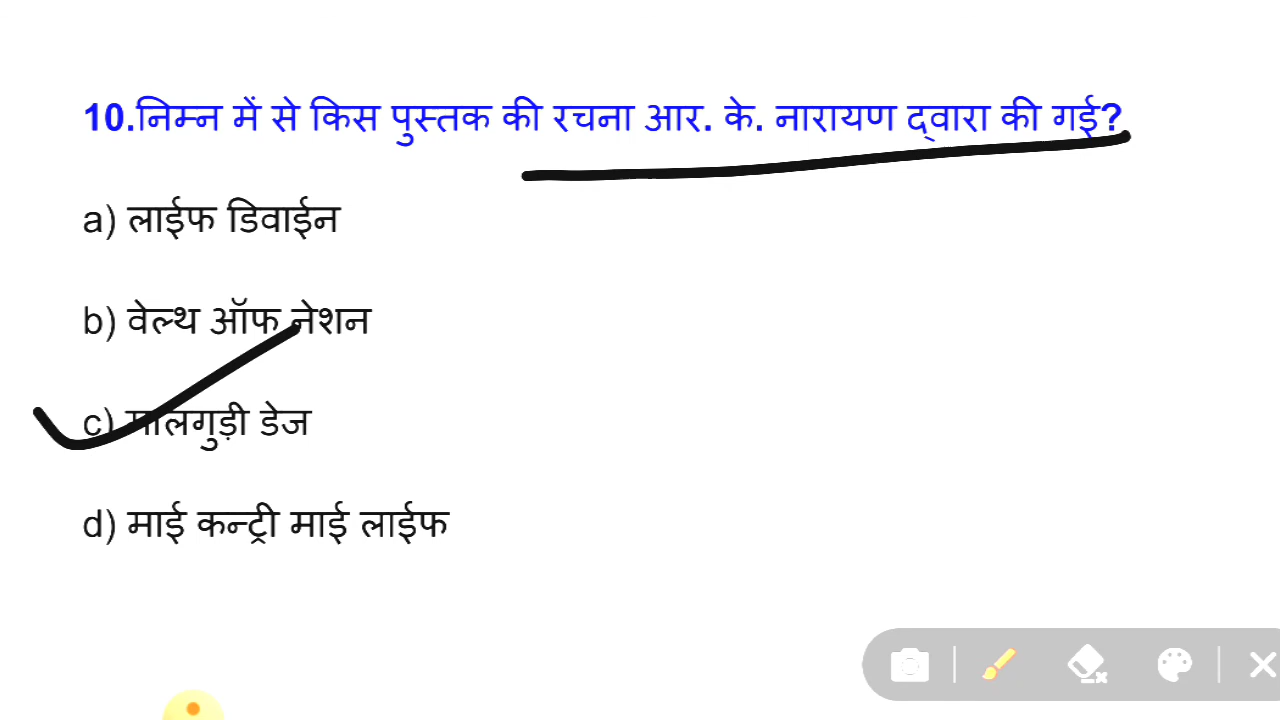 10.निम्न में से किस पुस्तक की रचना आर. के. नारायण द्वारा की गई?
a) लाईफ डिवाईन
b) वेल्थ ऑफ नेशन
c) मालगुड़ी डेज
d) माई कन्ट्री माई लाईफ